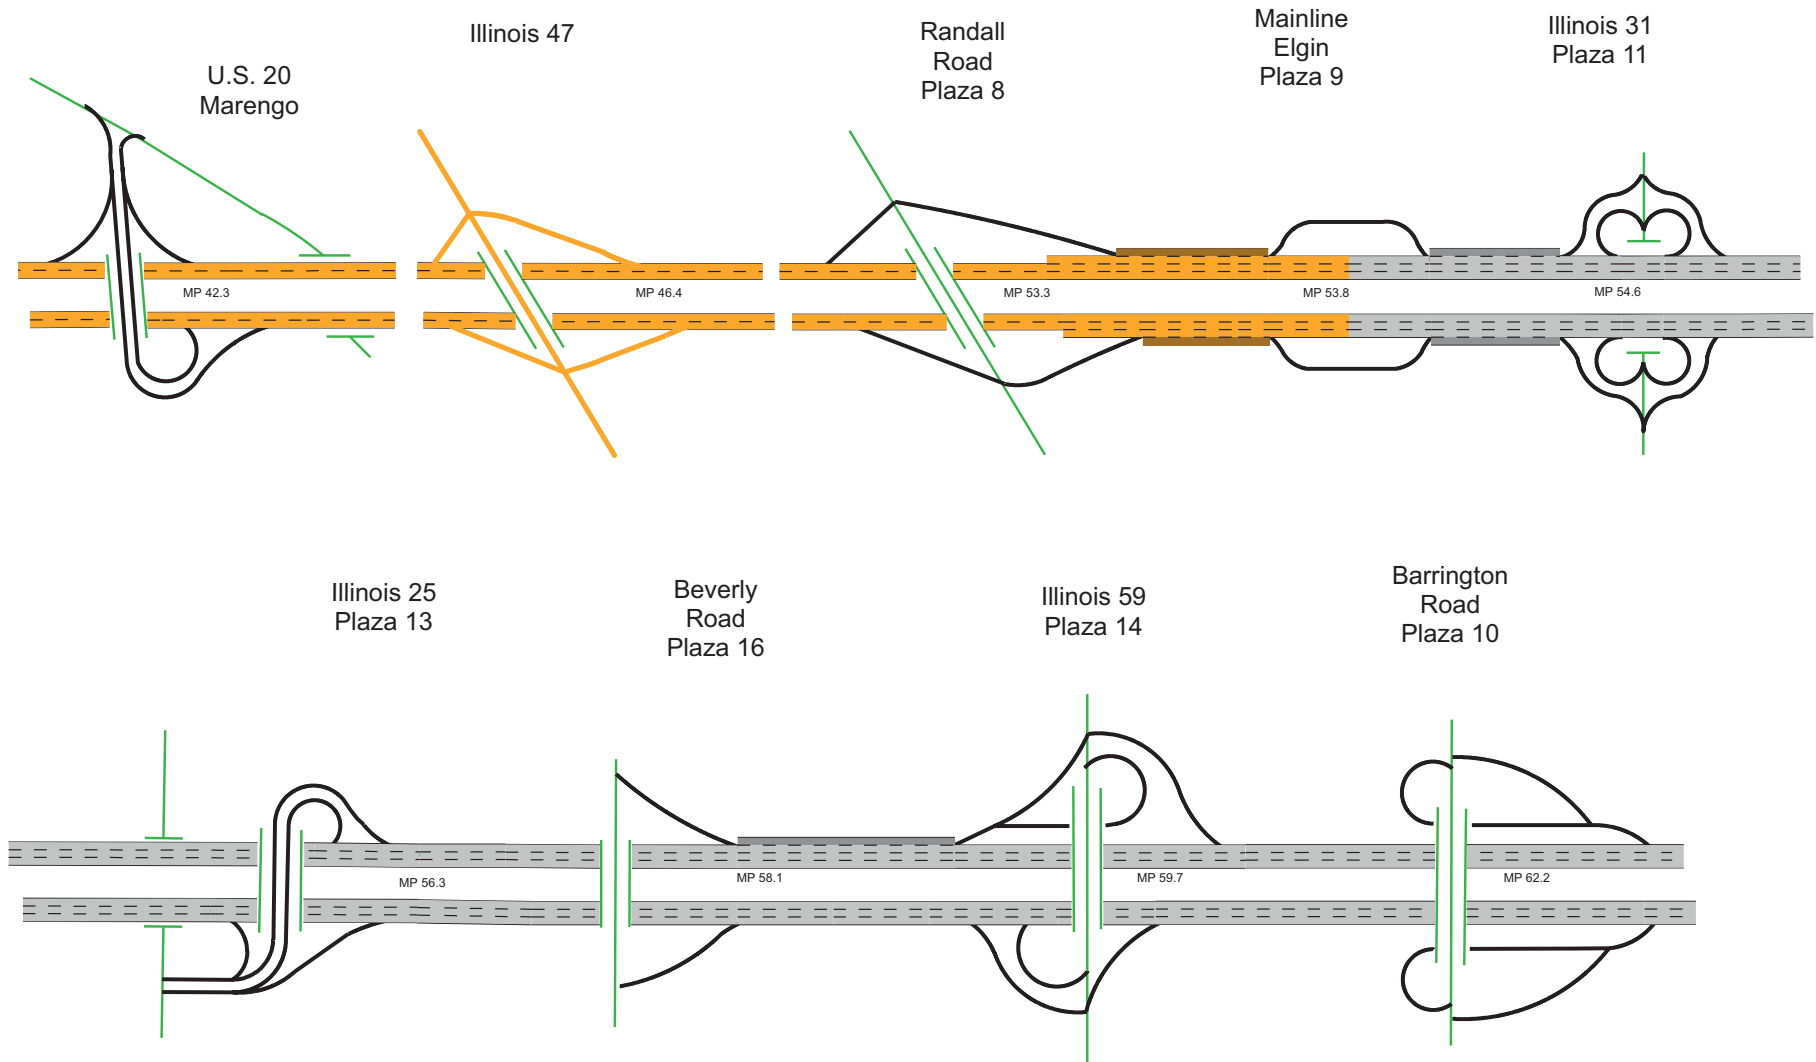 U.S. 20
Marengo
Illinois 47
Randall
Road
Plaza 8
Mainline
Elgin
Plaza 9
Illinois 31
Plaza 11
MP 42.3
MP 46.4
MP 53.3
MP 53.8
MP 54.6
Illinois 25
Plaza 13
Beverly
Road
Plaza 16
Illinois 59
Plaza 14
Barrington
Road
Plaza 10
MP 56.3
MP 58.1
MP 59.7
MP 62.2